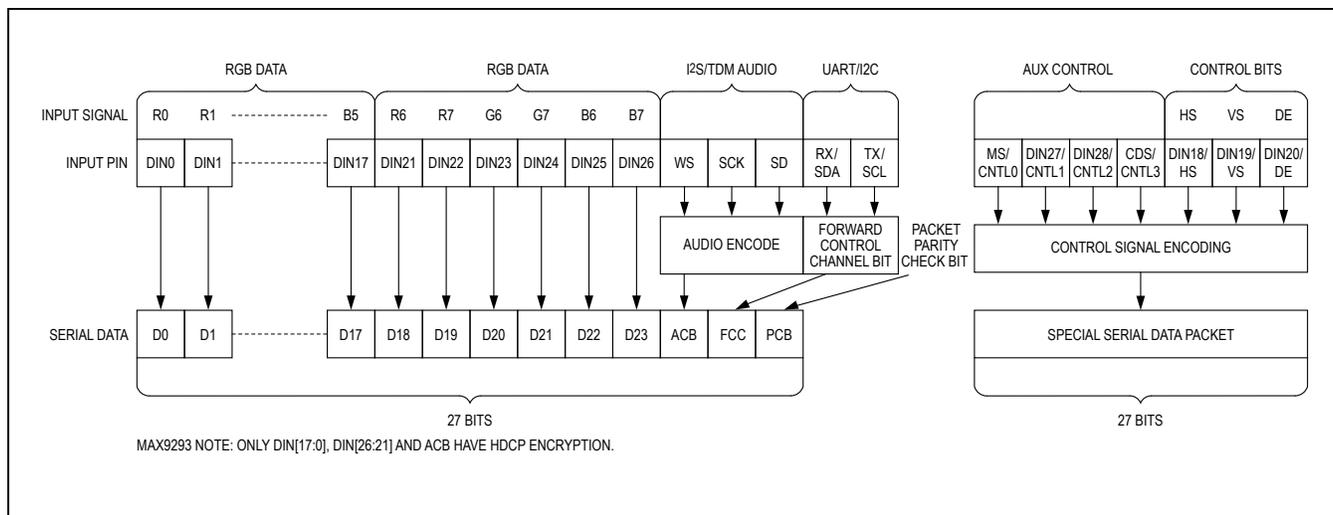 RGB DATA RGB DATA I²S/TDM AUDIO UART/I2C AUX CONTROL CONTROL BITS
INPUT SIGNAL R0 R1 B5 R6 R7 G6 G7 B6 B7 HS VS DE
INPUT PIN DIN0 DIN1 DIN17 DIN21 DIN22 DIN23 DIN24 DIN25 DIN26 WS SCK SD RX/ SDA TX/ SCL MS/ CNTL0 DIN27/ CNTL1 DIN28/ CNTL2 CDS/ CNTL3 DIN18/ HS DIN19/ VS DIN20/ DE
AUDIO ENCODE
FORWARD
CONTROL
CHANNEL BIT
PACKET
PARITY
CHECK BIT
CONTROL SIGNAL ENCODING
SERIAL DATA D0 D1 D17 D18 D19 D20 D21 D22 D23 ACB FCC PCB SPECIAL SERIAL DATA PACKET
27 BITS 27 BITS
MAX9293 NOTE: ONLY DIN[17:0], DIN[26:21] AND ACB HAVE HDCP ENCRYPTION.